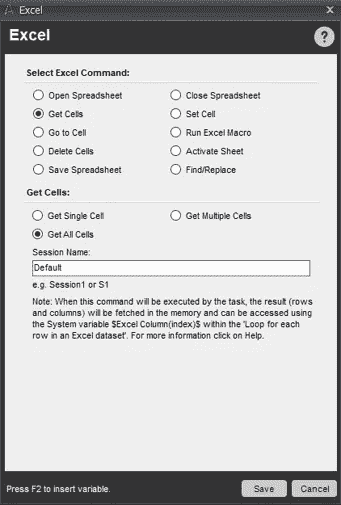 Excel
Excel
?
Select Excel Command:
Open Spreadsheet Close Spreadsheet
Get Cells Set Cell
Go to Cell Run Excel Macro
Delete Cells Activate Sheet
Save Spreadsheet Find/Replace
Get Cells:
Get Single Cell Get Multiple Cells
Get All Cells
Session Name:
Default
e.g. Session1 or S1
Note: When this command will be executed by the task, the result (rows
and columns) will be fetched in the memory and can be accessed using
the System variable $Excel Column(index)$ within the 'Loop for each
row in an Excel dataset'. For more information click on Help.
Press F2 to insert variable. Save Cancel